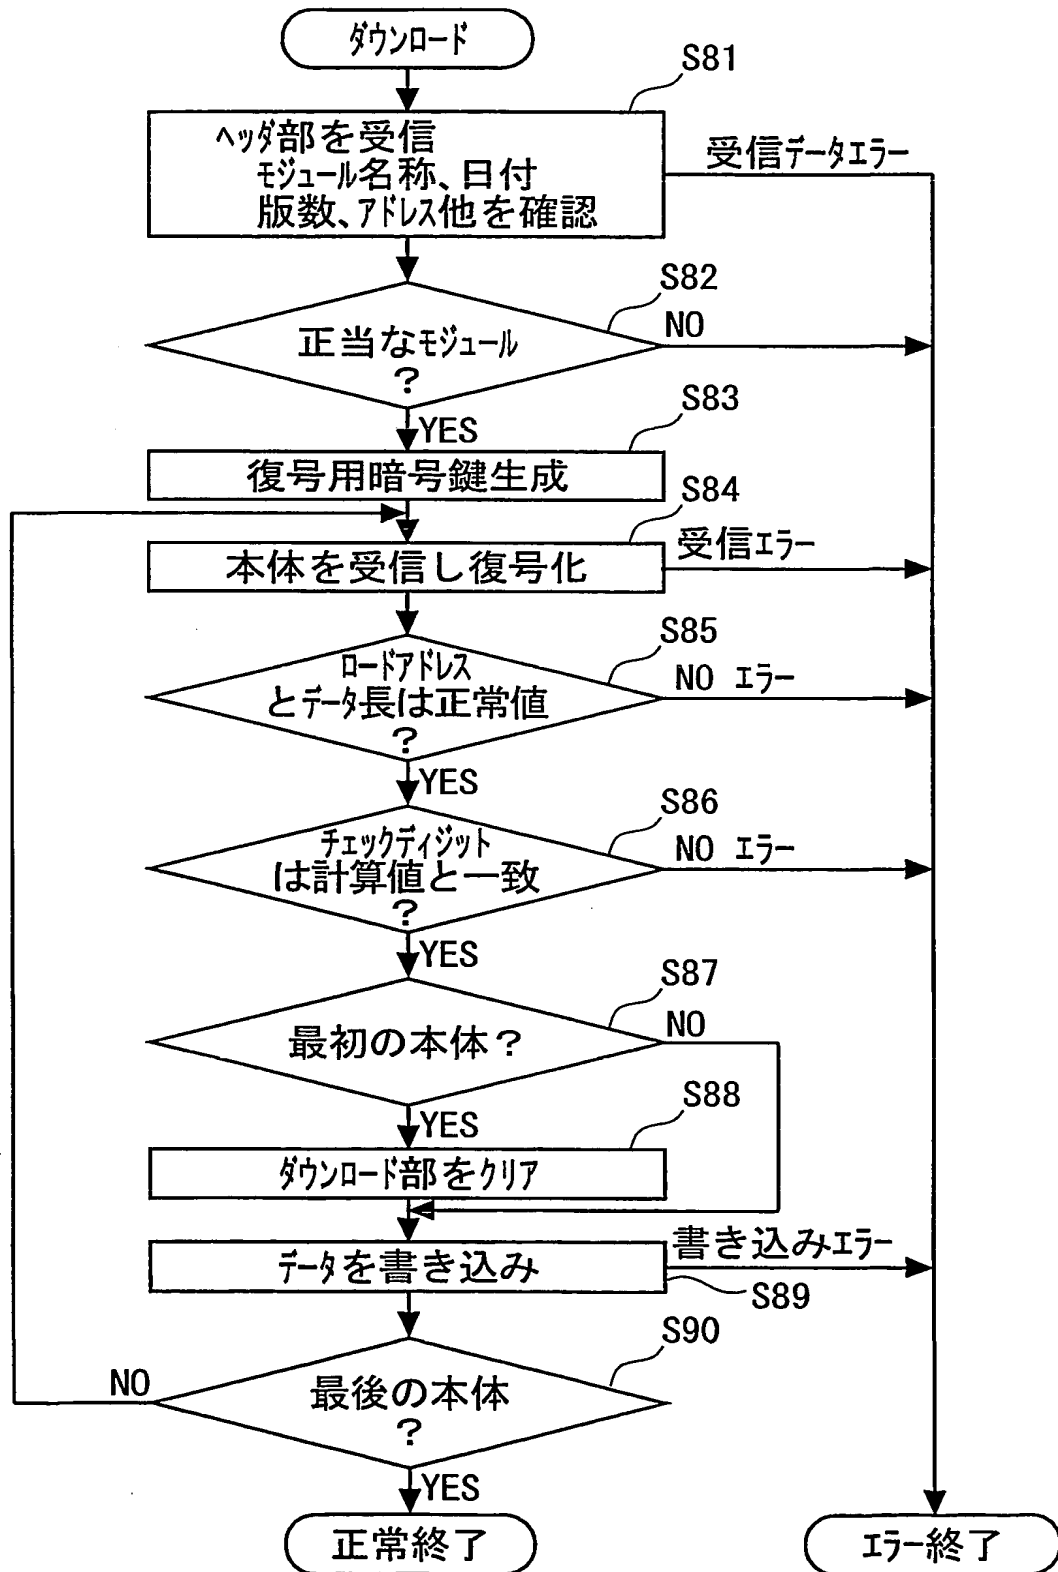 ダウンロード
S81
ヘッダ部を受信
モジュール名称、日付
版数、アドレス他を確認
受信データエラー
S82
正当なモジュール
?
NO
YES
S83
復号用暗号鍵生成
S84
本体を受信し復号化
受信エラー
S85
ロードアドレス
とデータ長は正常値
?
NO エラー
YES
S86
チェックディジット
は計算値と一致
?
NO エラー
YES
S87
最初の本体?
NO
YES
S88
ダウンロード部をクリア
データを書き込み
書き込みエラー
S89
S90
最後の本体
?
NO
YES
正常終了
エラー終了